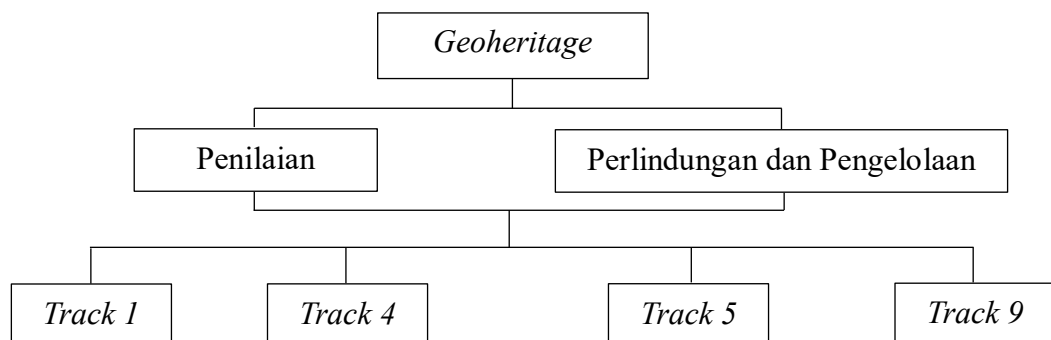 Geoheritage
Penilaian
Perlindungan dan Pengelolaan
Track 1
Track 4
Track 5
Track 9